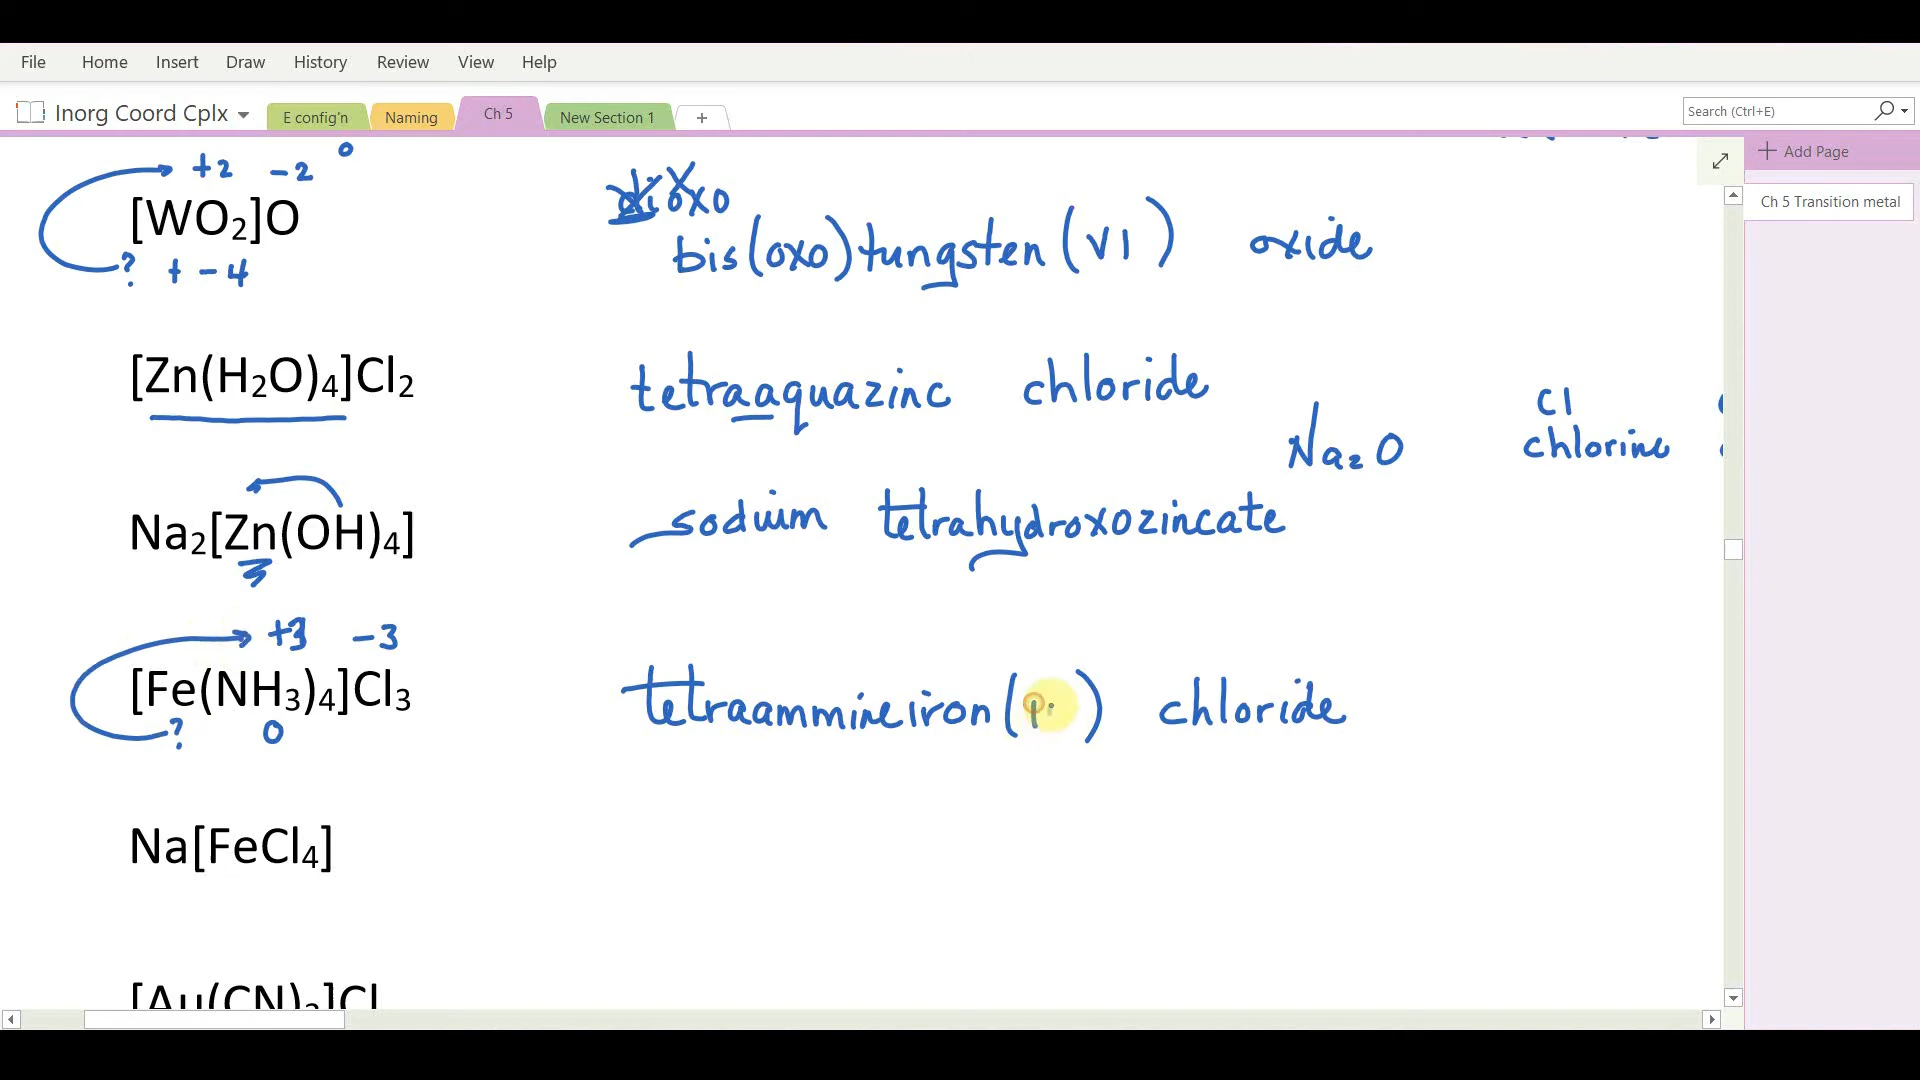 File Home Insert Draw History Review View Help
Inorg Coord Cplx E config'n Naming Ch 5 New Section 1 +
Search (Ctrl+E)
Add Page
Ch 5 Transition metal
+2 -2 0
[WO₂]O
? + -4
oxo
bis(oxo)tungsten(VI) oxide
[Zn(H₂O)₄]Cl₂ tetraaquazinc chloride
Cl
Na₂O chlorine
Na₂[Zn(OH)₄] sodium tetrahydroxozincate
+3 -3
[Fe(NH₃)₄]Cl₃ tetraammineiron( ) chloride
? 0
Na[FeCl₄]